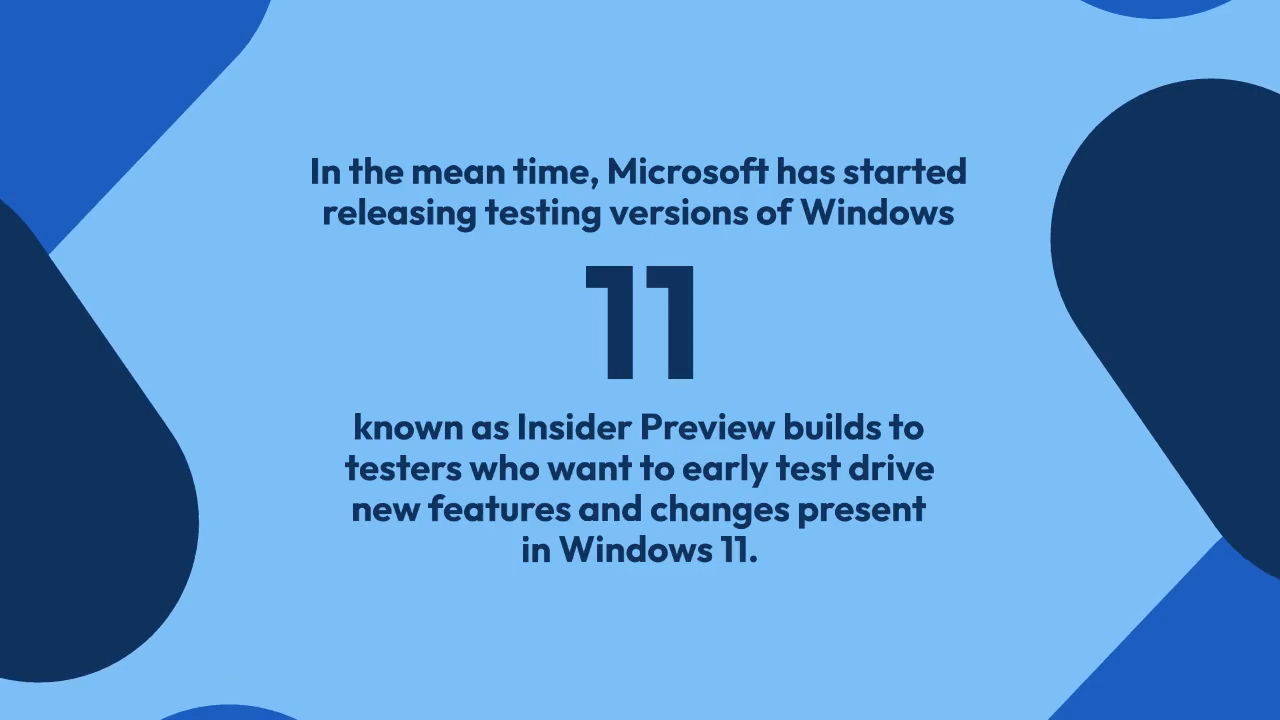 In the mean time, Microsoft has started
releasing testing versions of Windows
11
known as Insider Preview builds to
testers who want to early test drive
new features and changes present
in Windows 11.